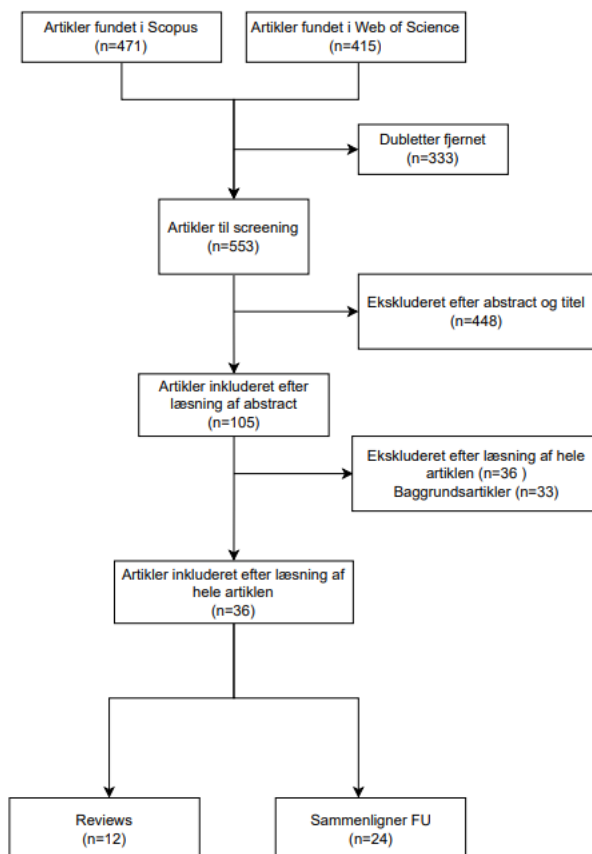 Artikler fundet i Scopus
(n=471)
Artikler fundet i Web of Science
(n=415)
Dubletter fjernet
(n=333)
Artikler til screening
(n=553)
Ekskluderet efter abstract og titel
(n=448)
Artikler inkluderet efter
læsning af abstract
(n=105)
Ekskluderet efter læsning af hele
artiklen (n=36 )
Baggrundsartikler (n=33)
Artikler inkluderet efter læsning af
hele artiklen
(n=36)
Reviews
(n=12)
Sammenligner FU
(n=24)